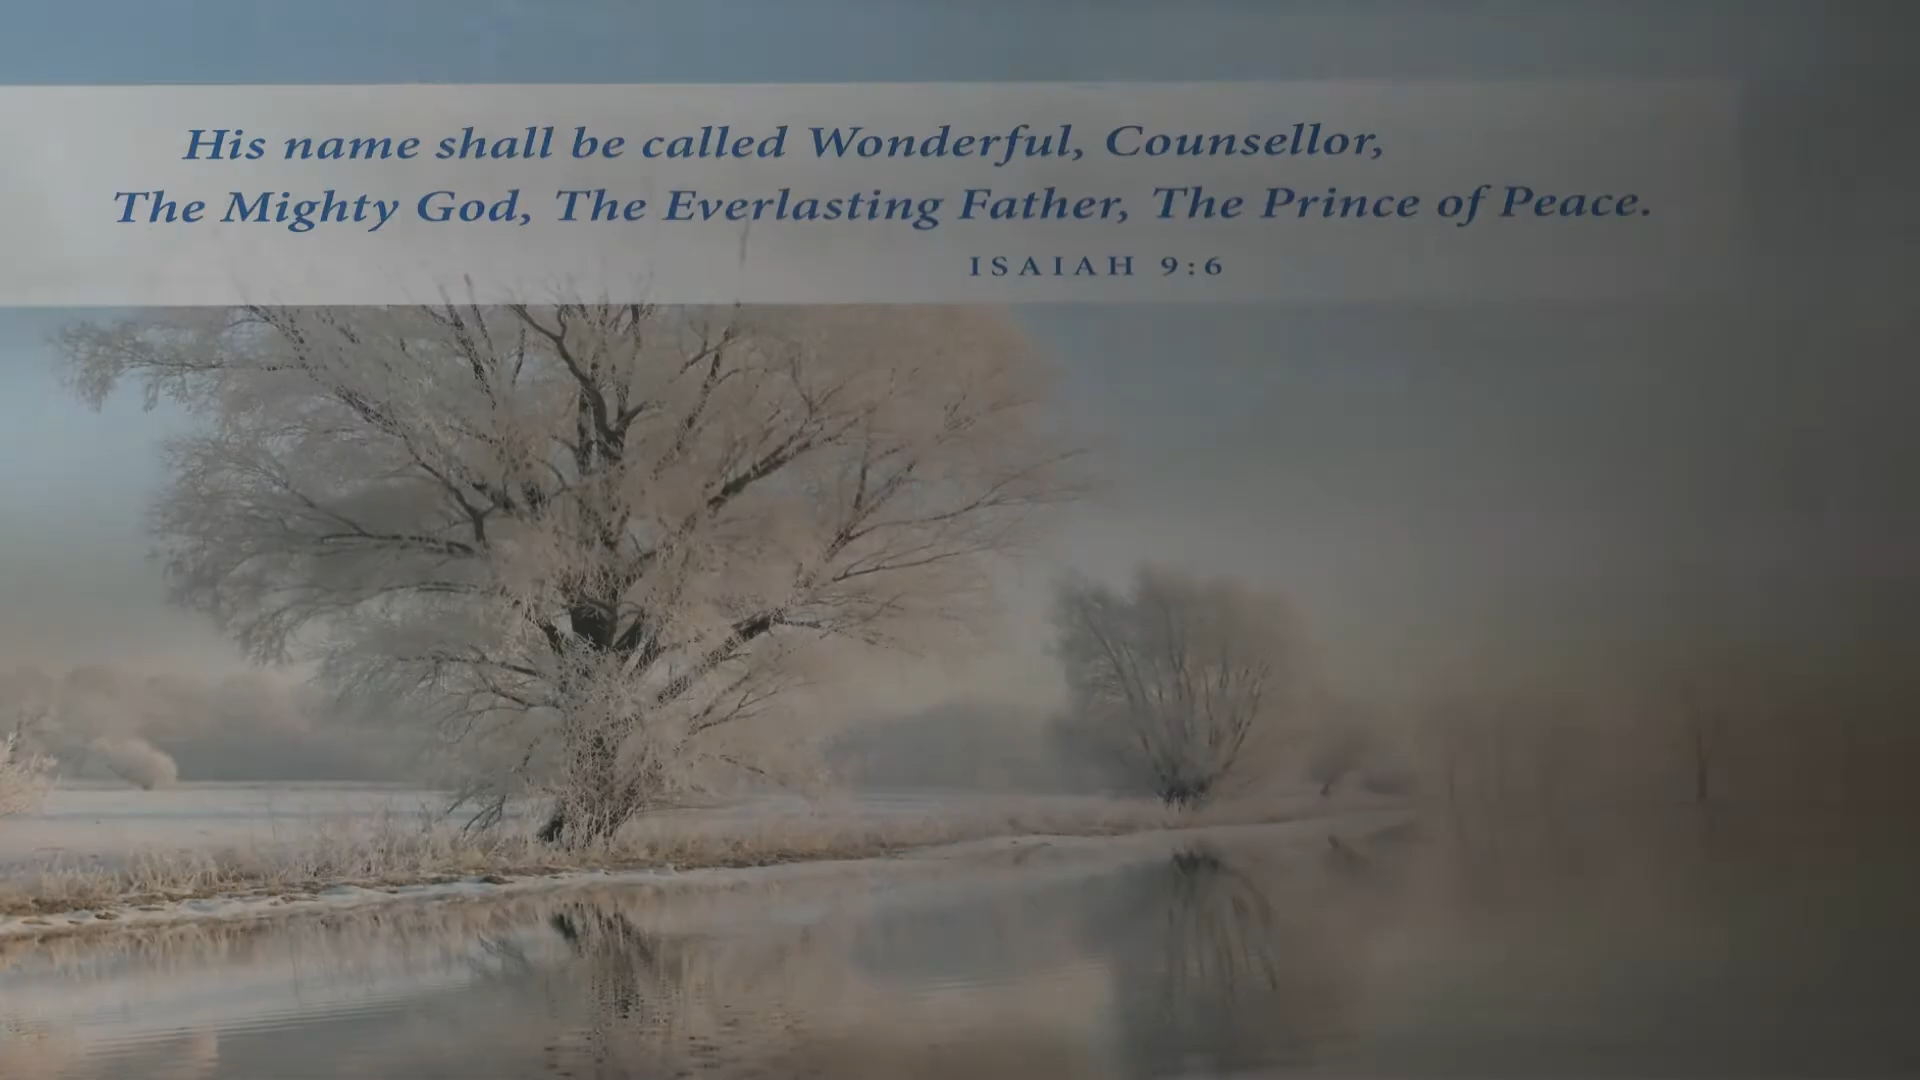 His name shall be called Wonderful, Counsellor,
The Mighty God, The Everlasting Father, The Prince of Peace.
ISAIAH 9:6